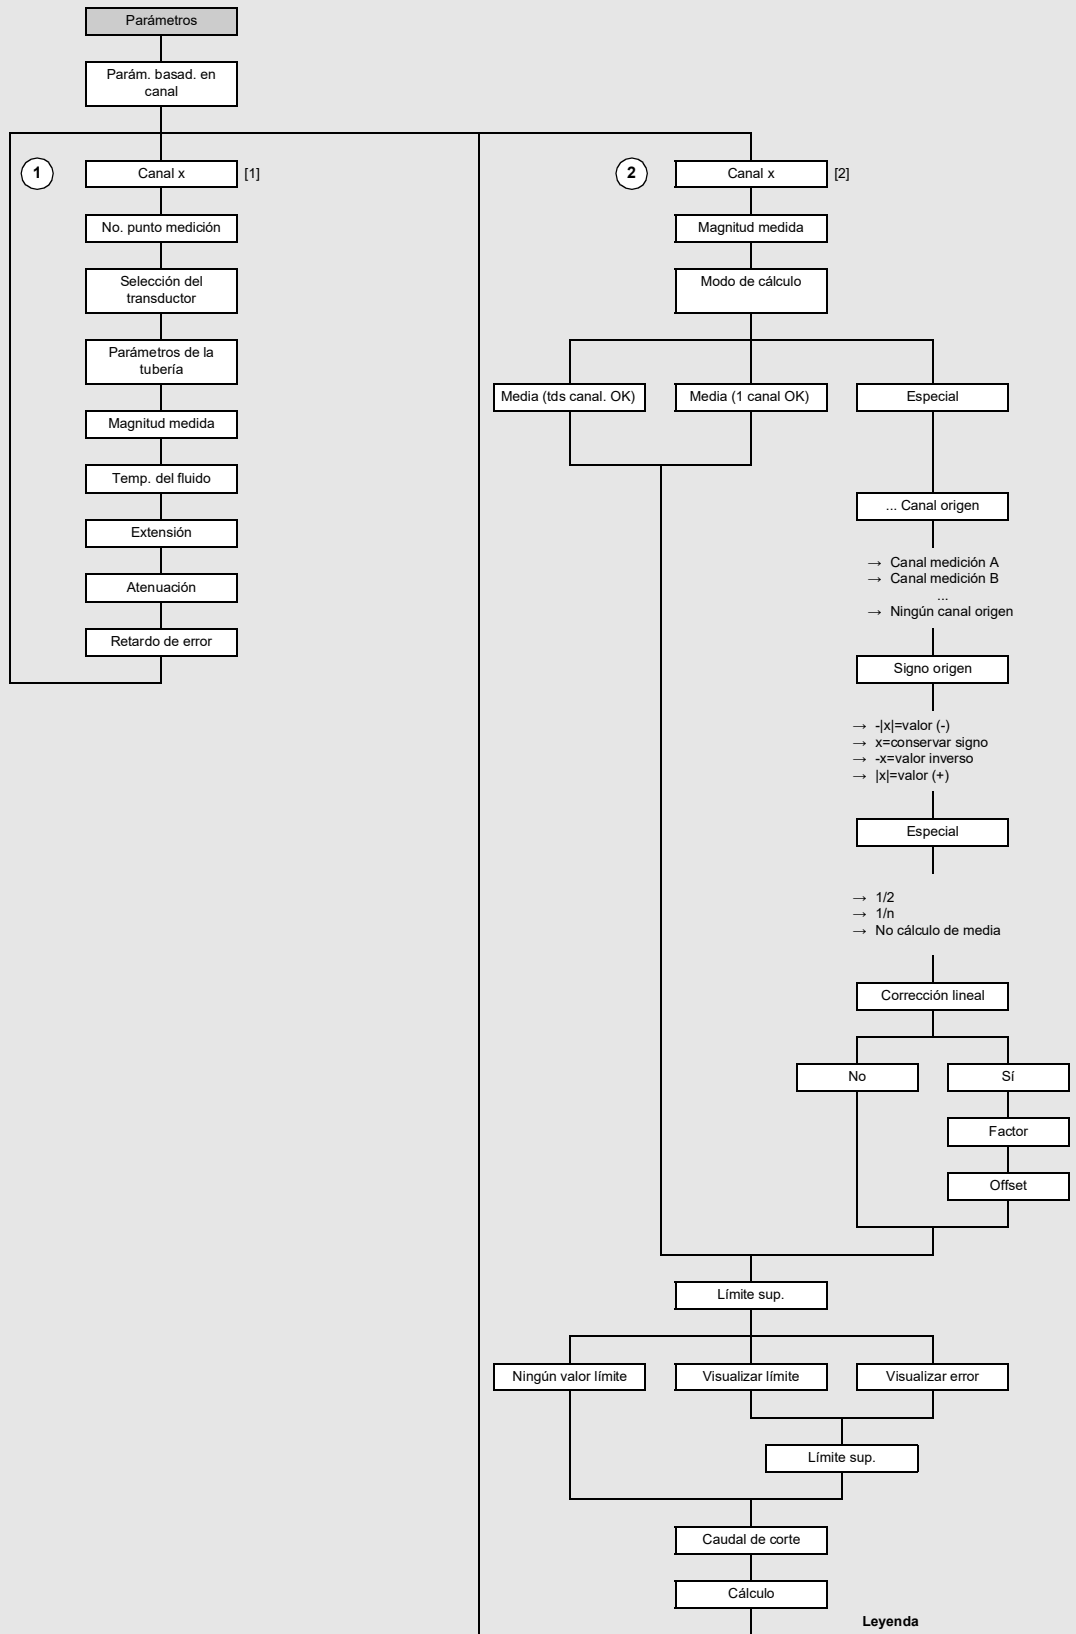 Parámetros
Parám. basad. en
canal
1
Canal x
[1]
No. punto medición
Selección del
transductor
Parámetros de la
tubería
Magnitud medida
Temp. del fluido
Extensión
Atenuación
Retardo de error
2
Canal x
[2]
Magnitud medida
Modo de cálculo
Media (tds canal. OK)
Media (1 canal OK)
Especial
... Canal origen
→ Canal medición A
→ Canal medición B
...
→ Ningún canal origen
Signo origen
→ -|x|=valor (-)
→ x=conservar signo
→ -x=valor inverso
→ |x|=valor (+)
Especial
→ 1/2
→ 1/n
→ No cálculo de media
Corrección lineal
No
Sí
Factor
Offset
Límite sup.
Ningún valor límite
Visualizar límite
Visualizar error
Límite sup.
Caudal de corte
Cálculo
Leyenda